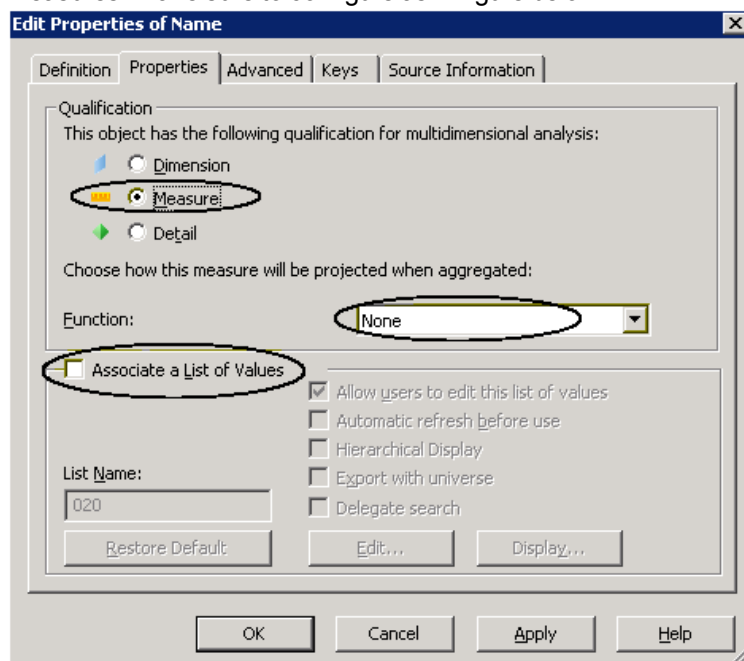 Edit Properties of Name
Definition Properties Advanced Keys Source Information
Qualification
This object has the following qualification for multidimensional analysis:
Dimension
Measure
Detail
Choose how this measure will be projected when aggregated:
Function: None
Associate a List of Values
Allow users to edit this list of values
Automatic refresh before use
Hierarchical Display
List Name: Export with universe
020 Delegate search
Restore Default Edit... Display...
OK Cancel Apply Help